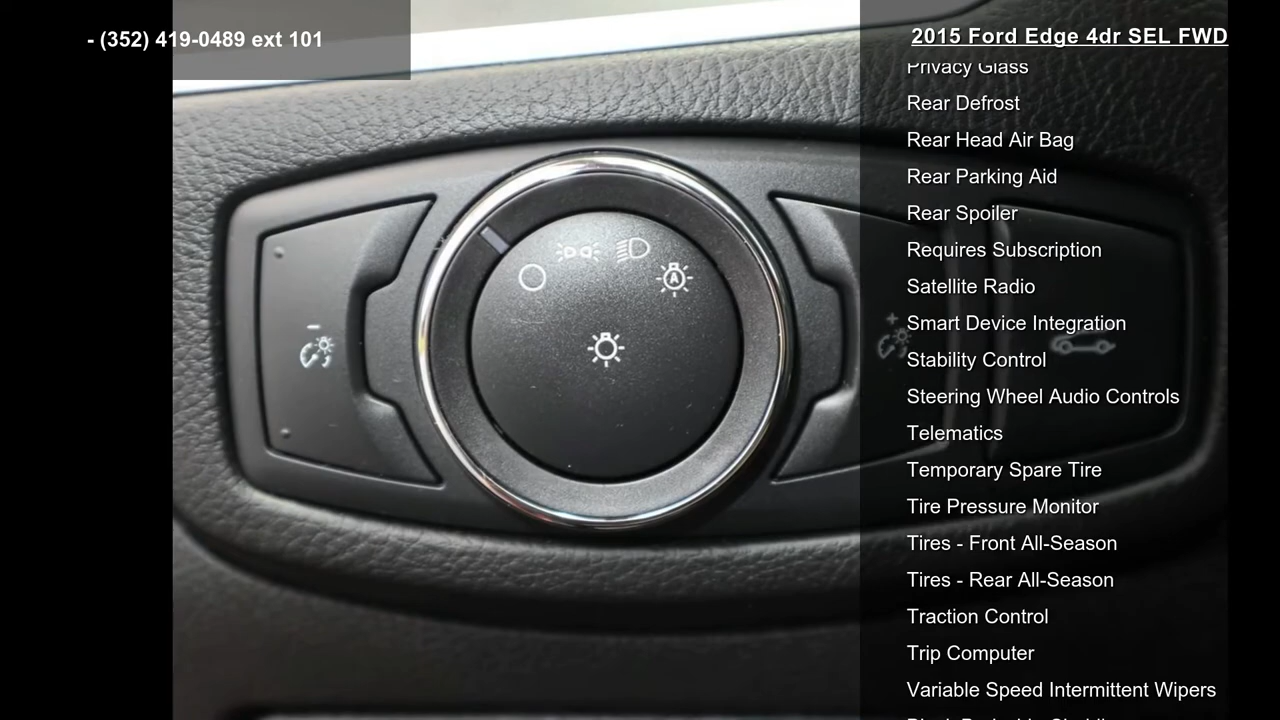 - (352) 419-0489 ext 101
2015 Ford Edge 4dr SEL FWD
Privacy Glass
Rear Defrost
Rear Head Air Bag
Rear Parking Aid
Rear Spoiler
Requires Subscription
Satellite Radio
Smart Device Integration
Stability Control
Steering Wheel Audio Controls
Telematics
Temporary Spare Tire
Tire Pressure Monitor
Tires - Front All-Season
Tires - Rear All-Season
Traction Control
Trip Computer
Variable Speed Intermittent Wipers